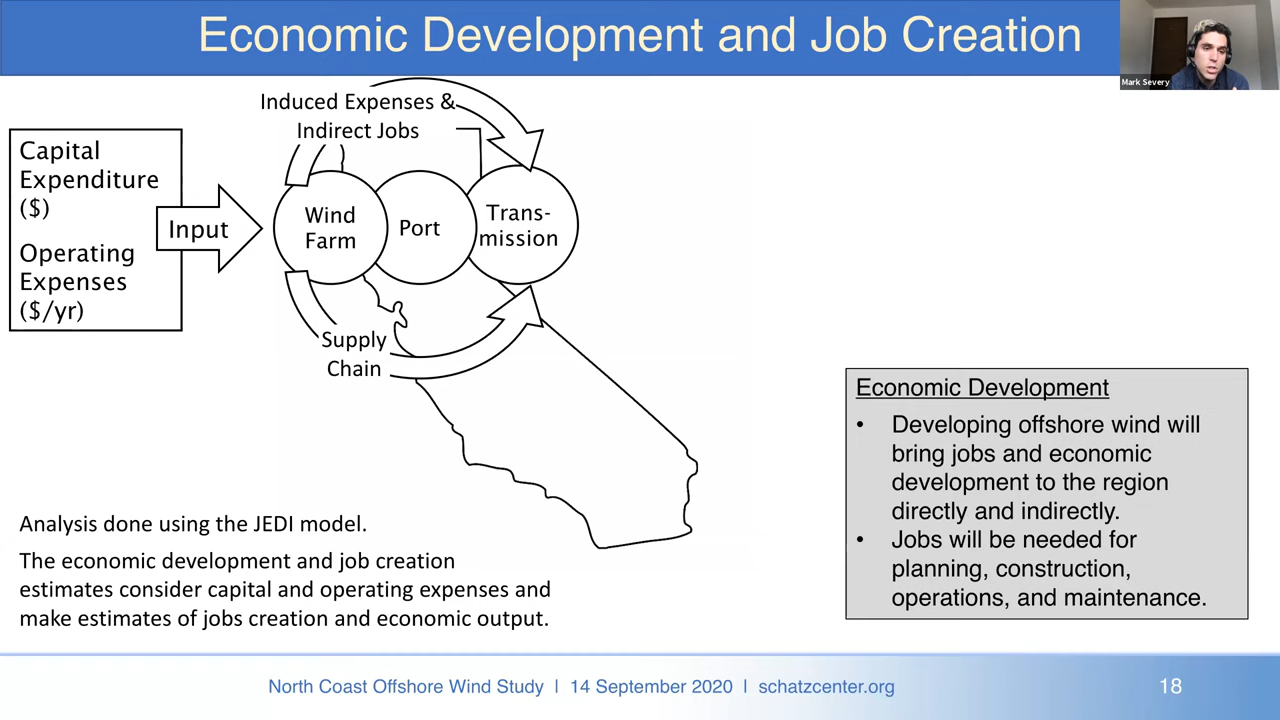 Economic Development and Job Creation
Mark Severy
Induced Expenses &
Indirect Jobs
Capital
Expenditure
($)
Operating
Expenses
($/yr)
Input
Wind
Farm
Port
Trans-
mission
Supply
Chain
Economic Development
• Developing offshore wind will
bring jobs and economic
development to the region
directly and indirectly.
• Jobs will be needed for
planning, construction,
operations, and maintenance.
Analysis done using the JEDI model.
The economic development and job creation
estimates consider capital and operating expenses and
make estimates of jobs creation and economic output.
North Coast Offshore Wind Study | 14 September 2020 | schatzcenter.org
18